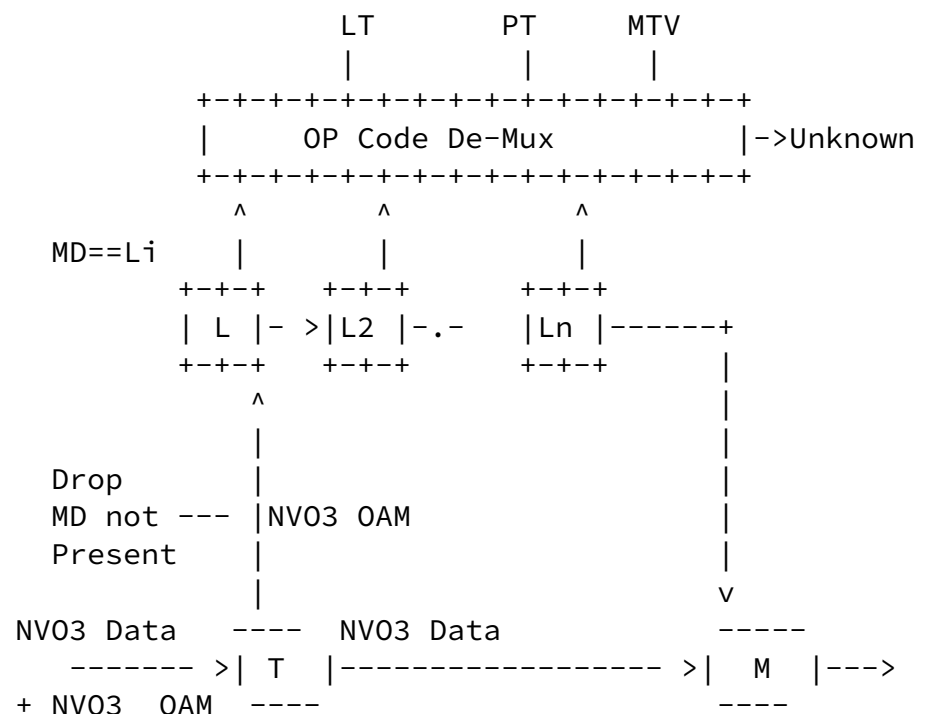 LT        PT     MTV
                  |          |      |
          +-+-+-+-+-+-+-+-+-+-+-+-+-+-+-+
          |     OP Code De-Mux          |->Unknown
          +-+-+-+-+-+-+-+-+-+-+-+-+-+-+-+
            ^       ^          ^
  MD==Li    |       |          |
         +-+-+   +-+-+      +-+-+
         | L |- >|L2 |-.-   |Ln |------+
         +-+-+   +-+-+      +-+-+      |
             ^                         |
             |                         |
  Drop       |                         |
  MD not --- |NVO3 OAM                 |
  Present    |                         |
             |                         v
NVO3 Data   ----  NVO3 Data            -----
   ------- >| T  |------------------ >|  M  |--->
+ NVO3  OAM  ----                      ----